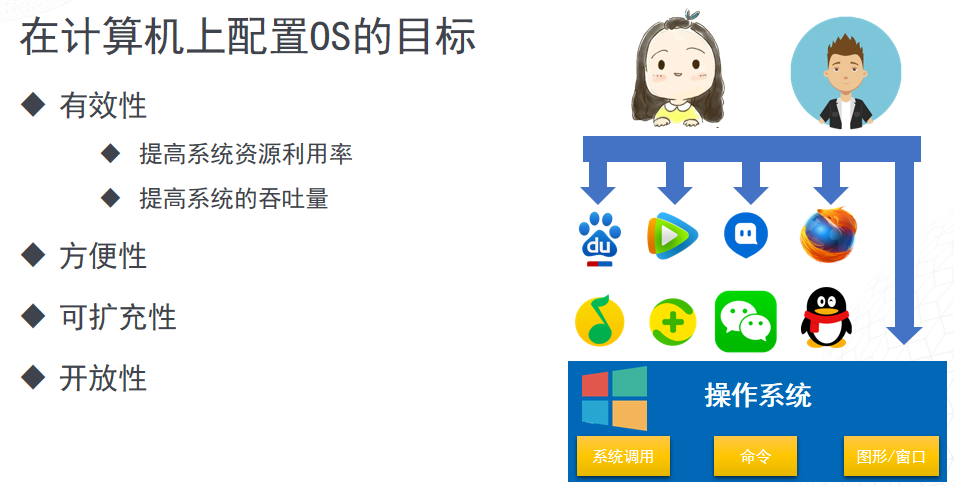 在计算机上配置OS的目标
有效性
提高系统资源利用率
提高系统的吞吐量
方便性
可扩充性
开放性
du
操作系统
系统调用
命令
图形/窗口